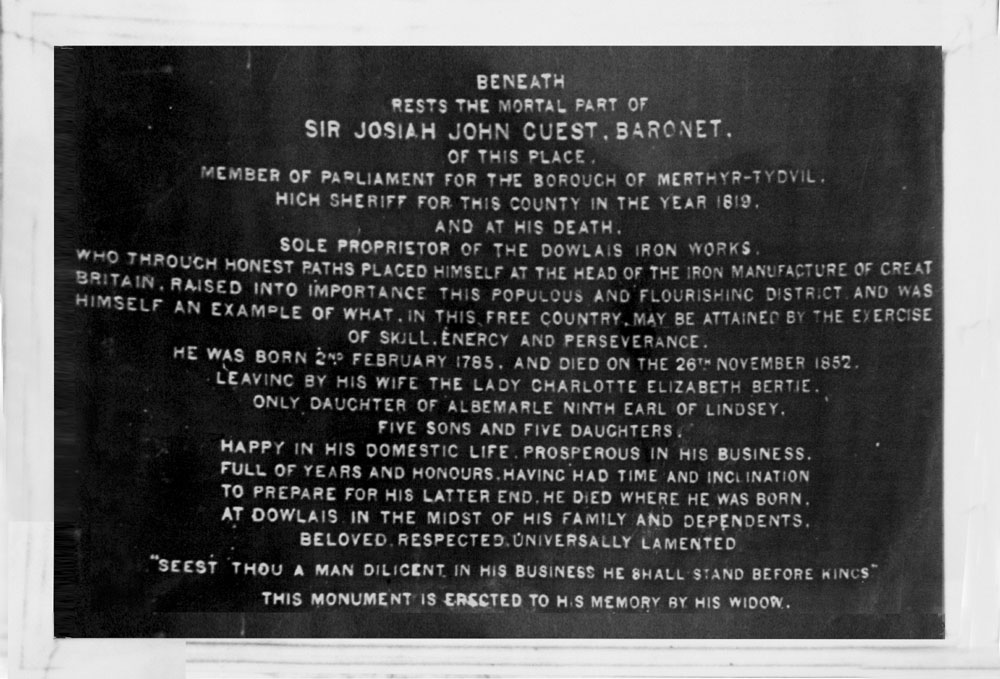 BENEATH
RESTS THE MORTAL PART OF
SIR JOSIAH JOHN GUEST, BARONET,
OF THIS PLACE,
MEMBER OF PARLIAMENT FOR THE BOROUGH OF MERTHYR-TYDVIL,
HIGH SHERIFF FOR THIS COUNTY IN THE YEAR 1819,
AND AT HIS DEATH,
SOLE PROPRIETOR OF THE DOWLAIS IRON WORKS,
WHO THROUGH HONEST PATHS PLACED HIMSELF AT THE HEAD OF THE IRON MANUFACTURE OF GREAT
BRITAIN, RAISED INTO IMPORTANCE THIS POPULOUS AND FLOURISHING DISTRICT AND WAS
HIMSELF AN EXAMPLE OF WHAT, IN THIS FREE COUNTRY, MAY BE ATTAINED BY THE EXERCISE
OF SKILL, ENERGY AND PERSEVERANCE.
HE WAS BORN 2ND FEBRUARY 1785, AND DIED ON THE 26TH NOVEMBER 1852,
LEAVING BY HIS WIFE THE LADY CHARLOTTE ELIZABETH BERTIE,
ONLY DAUGHTER OF ALBEMARLE NINTH EARL OF LINDSEY,
FIVE SONS AND FIVE DAUGHTERS,
HAPPY IN HIS DOMESTIC LIFE, PROSPEROUS IN HIS BUSINESS,
FULL OF YEARS AND HONOURS, HAVING HAD TIME AND INCLINATION
TO PREPARE FOR HIS LATTER END, HE DIED WHERE HE WAS BORN,
AT DOWLAIS IN THE MIDST OF HIS FAMILY AND DEPENDENTS,
BELOVED, RESPECTED, UNIVERSALLY LAMENTED
"SEEST THOU A MAN DILIGENT IN HIS BUSINESS HE SHALL STAND BEFORE KINGS"
THIS MONUMENT IS ERECTED TO HIS MEMORY BY HIS WIDOW.